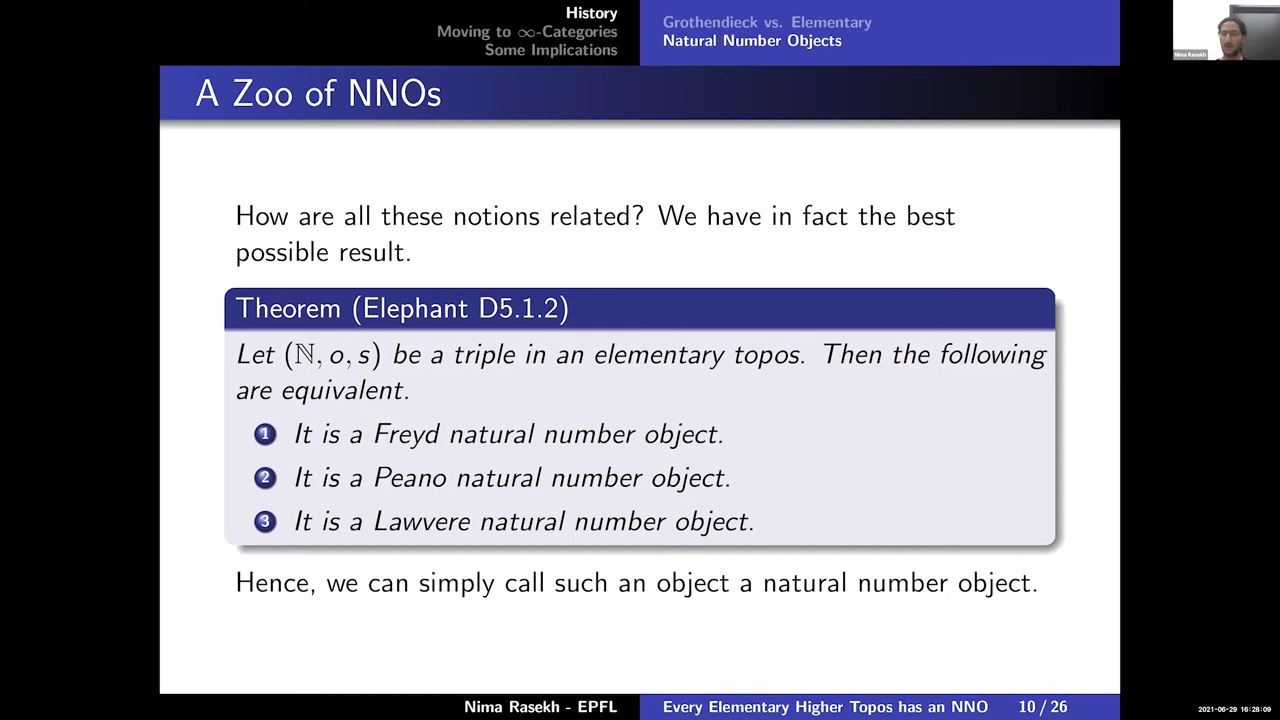 History
Moving to ∞-Categories
Some Implications
Grothendieck vs. Elementary
Natural Number Objects
Nima Rasekh
A Zoo of NNOs
How are all these notions related? We have in fact the best
possible result.
Theorem (Elephant D5.1.2)
Let (ℕ, o, s) be a triple in an elementary topos. Then the following
are equivalent.
1 It is a Freyd natural number object.
2 It is a Peano natural number object.
3 It is a Lawvere natural number object.
Hence, we can simply call such an object a natural number object.
Nima Rasekh - EPFL
Every Elementary Higher Topos has an NNO
10 / 26
2021-06-29 16:28:09